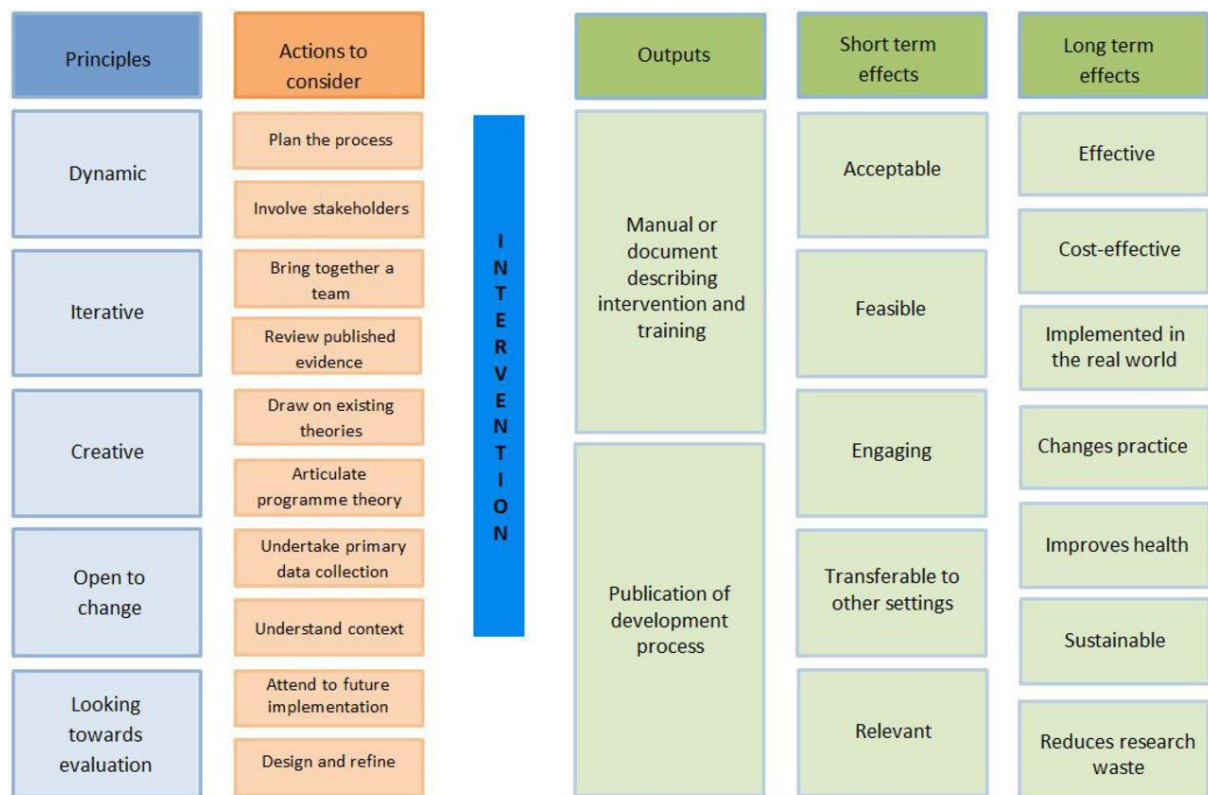 Principles
Dynamic
Iterative
Creative
Open to
change
Looking
towards
evaluation
Actions to
consider
Plan the process
Involve stakeholders
Bring together a
team
Review published
evidence
Draw on existing
theories
Articulate
programme theory
Undertake primary
data collection
Understand context
Attend to future
implementation
Design and refine
INTERVENTION
Outputs
Manual or
document
describing
intervention and
training
Publication of
development
process
Short term
effects
Acceptable
Feasible
Engaging
Transferable to
other settings
Relevant
Long term
effects
Effective
Cost-effective
Implemented in
the real world
Changes practice
Improves health
Sustainable
Reduces research
waste